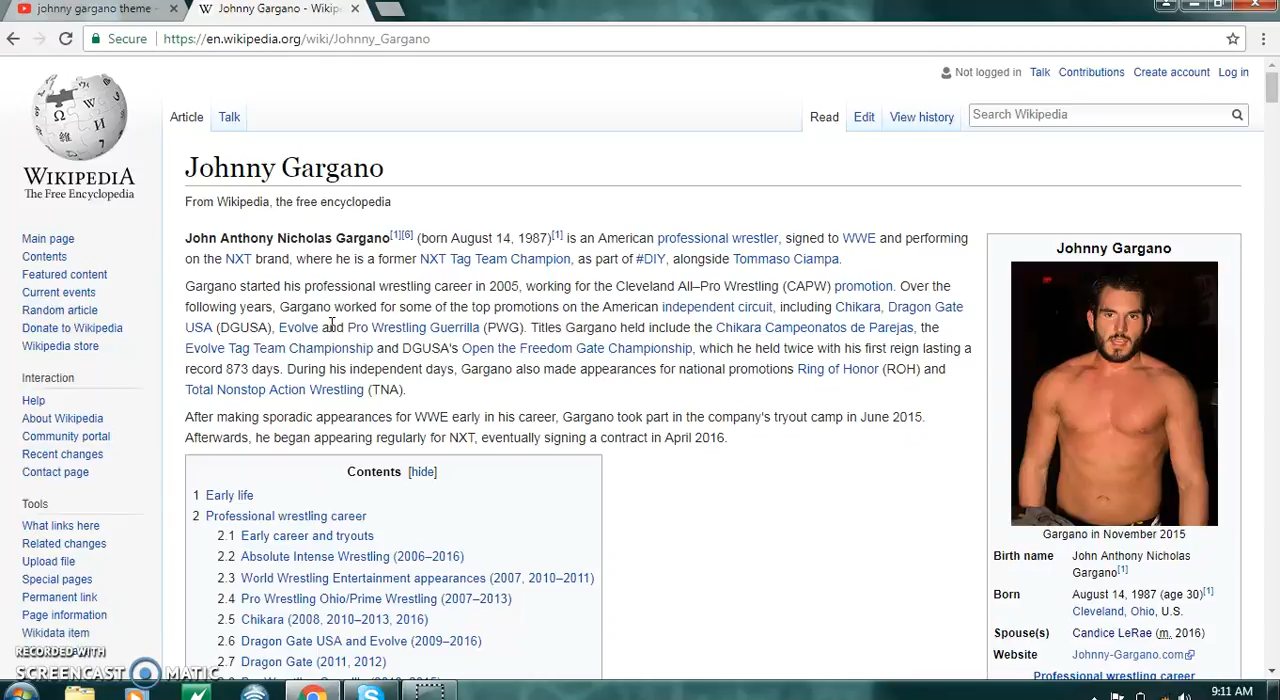 johnny gargano theme -
Johnny Gargano - Wikip
Secure
https://en.wikipedia.org/wiki/Johnny_Gargano
Not logged in Talk Contributions Create account Log in
WIKIPEDIA
The Free Encyclopedia
Article Talk
Read Edit View history
Search Wikipedia
Main page
Contents
Featured content
Current events
Random article
Donate to Wikipedia
Wikipedia store
Interaction
Help
About Wikipedia
Community portal
Recent changes
Contact page
Tools
What links here
Related changes
Upload file
Special pages
Permanent link
Page information
Wikidata item
Johnny Gargano
From Wikipedia, the free encyclopedia
John Anthony Nicholas Gargano[1][6] (born August 14, 1987)[1] is an American professional wrestler, signed to WWE and performing
on the NXT brand, where he is a former NXT Tag Team Champion, as part of #DIY, alongside Tommaso Ciampa.
Gargano started his professional wrestling career in 2005, working for the Cleveland All–Pro Wrestling (CAPW) promotion. Over the
following years, Gargano worked for some of the top promotions on the American independent circuit, including Chikara, Dragon Gate
USA (DGUSA), Evolve and Pro Wrestling Guerrilla (PWG). Titles Gargano held include the Chikara Campeonatos de Parejas, the
Evolve Tag Team Championship and DGUSA's Open the Freedom Gate Championship, which he held twice with his first reign lasting a
record 873 days. During his independent days, Gargano also made appearances for national promotions Ring of Honor (ROH) and
Total Nonstop Action Wrestling (TNA).
After making sporadic appearances for WWE early in his career, Gargano took part in the company's tryout camp in June 2015.
Afterwards, he began appearing regularly for NXT, eventually signing a contract in April 2016.
Contents [hide]
1 Early life
2 Professional wrestling career
2.1 Early career and tryouts
2.2 Absolute Intense Wrestling (2006–2016)
2.3 World Wrestling Entertainment appearances (2007, 2010–2011)
2.4 Pro Wrestling Ohio/Prime Wrestling (2007–2013)
2.5 Chikara (2008, 2010–2013, 2016)
2.6 Dragon Gate USA and Evolve (2009–2016)
2.7 Dragon Gate (2011, 2012)
Johnny Gargano
Gargano in November 2015
Birth name John Anthony Nicholas
Gargano[1]
Born August 14, 1987 (age 30)[1]
Cleveland, Ohio, U.S.
Spouse(s) Candice LeRae (m. 2016)
Website Johnny-Gargano.com
Professional wrestling career
RECORDED WITH
SCREENCAST MATIC
9:11 AM